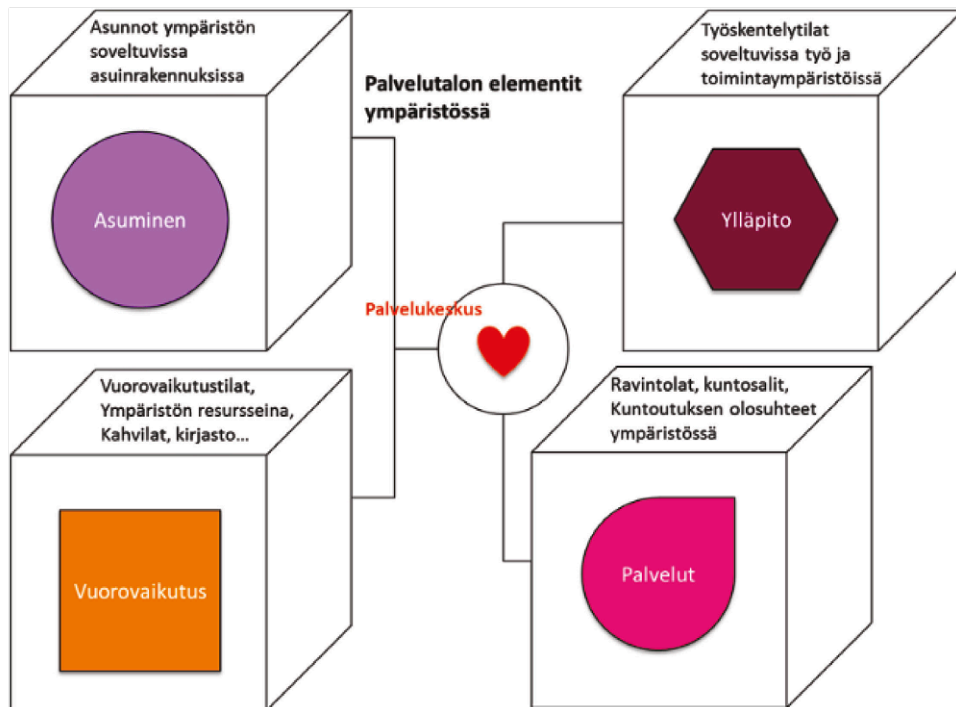 Asunnot ympäristön
soveltuvissa
asuinrakennuksissa
Asuminen
Palvelutalon elementit
ympäristössä
Työskentelytilat
soveltuvissa työ ja
toimintaympäristöissä
Ylläpito
Palvelukeskus
Vuorovaikutustilat,
Ympäristön resursseina,
Kahvilat, kirjasto...
Vuorovaikutus
Ravintolat, kuntosalit,
Kuntoutuksen olosuhteet
ympäristössä
Palvelut